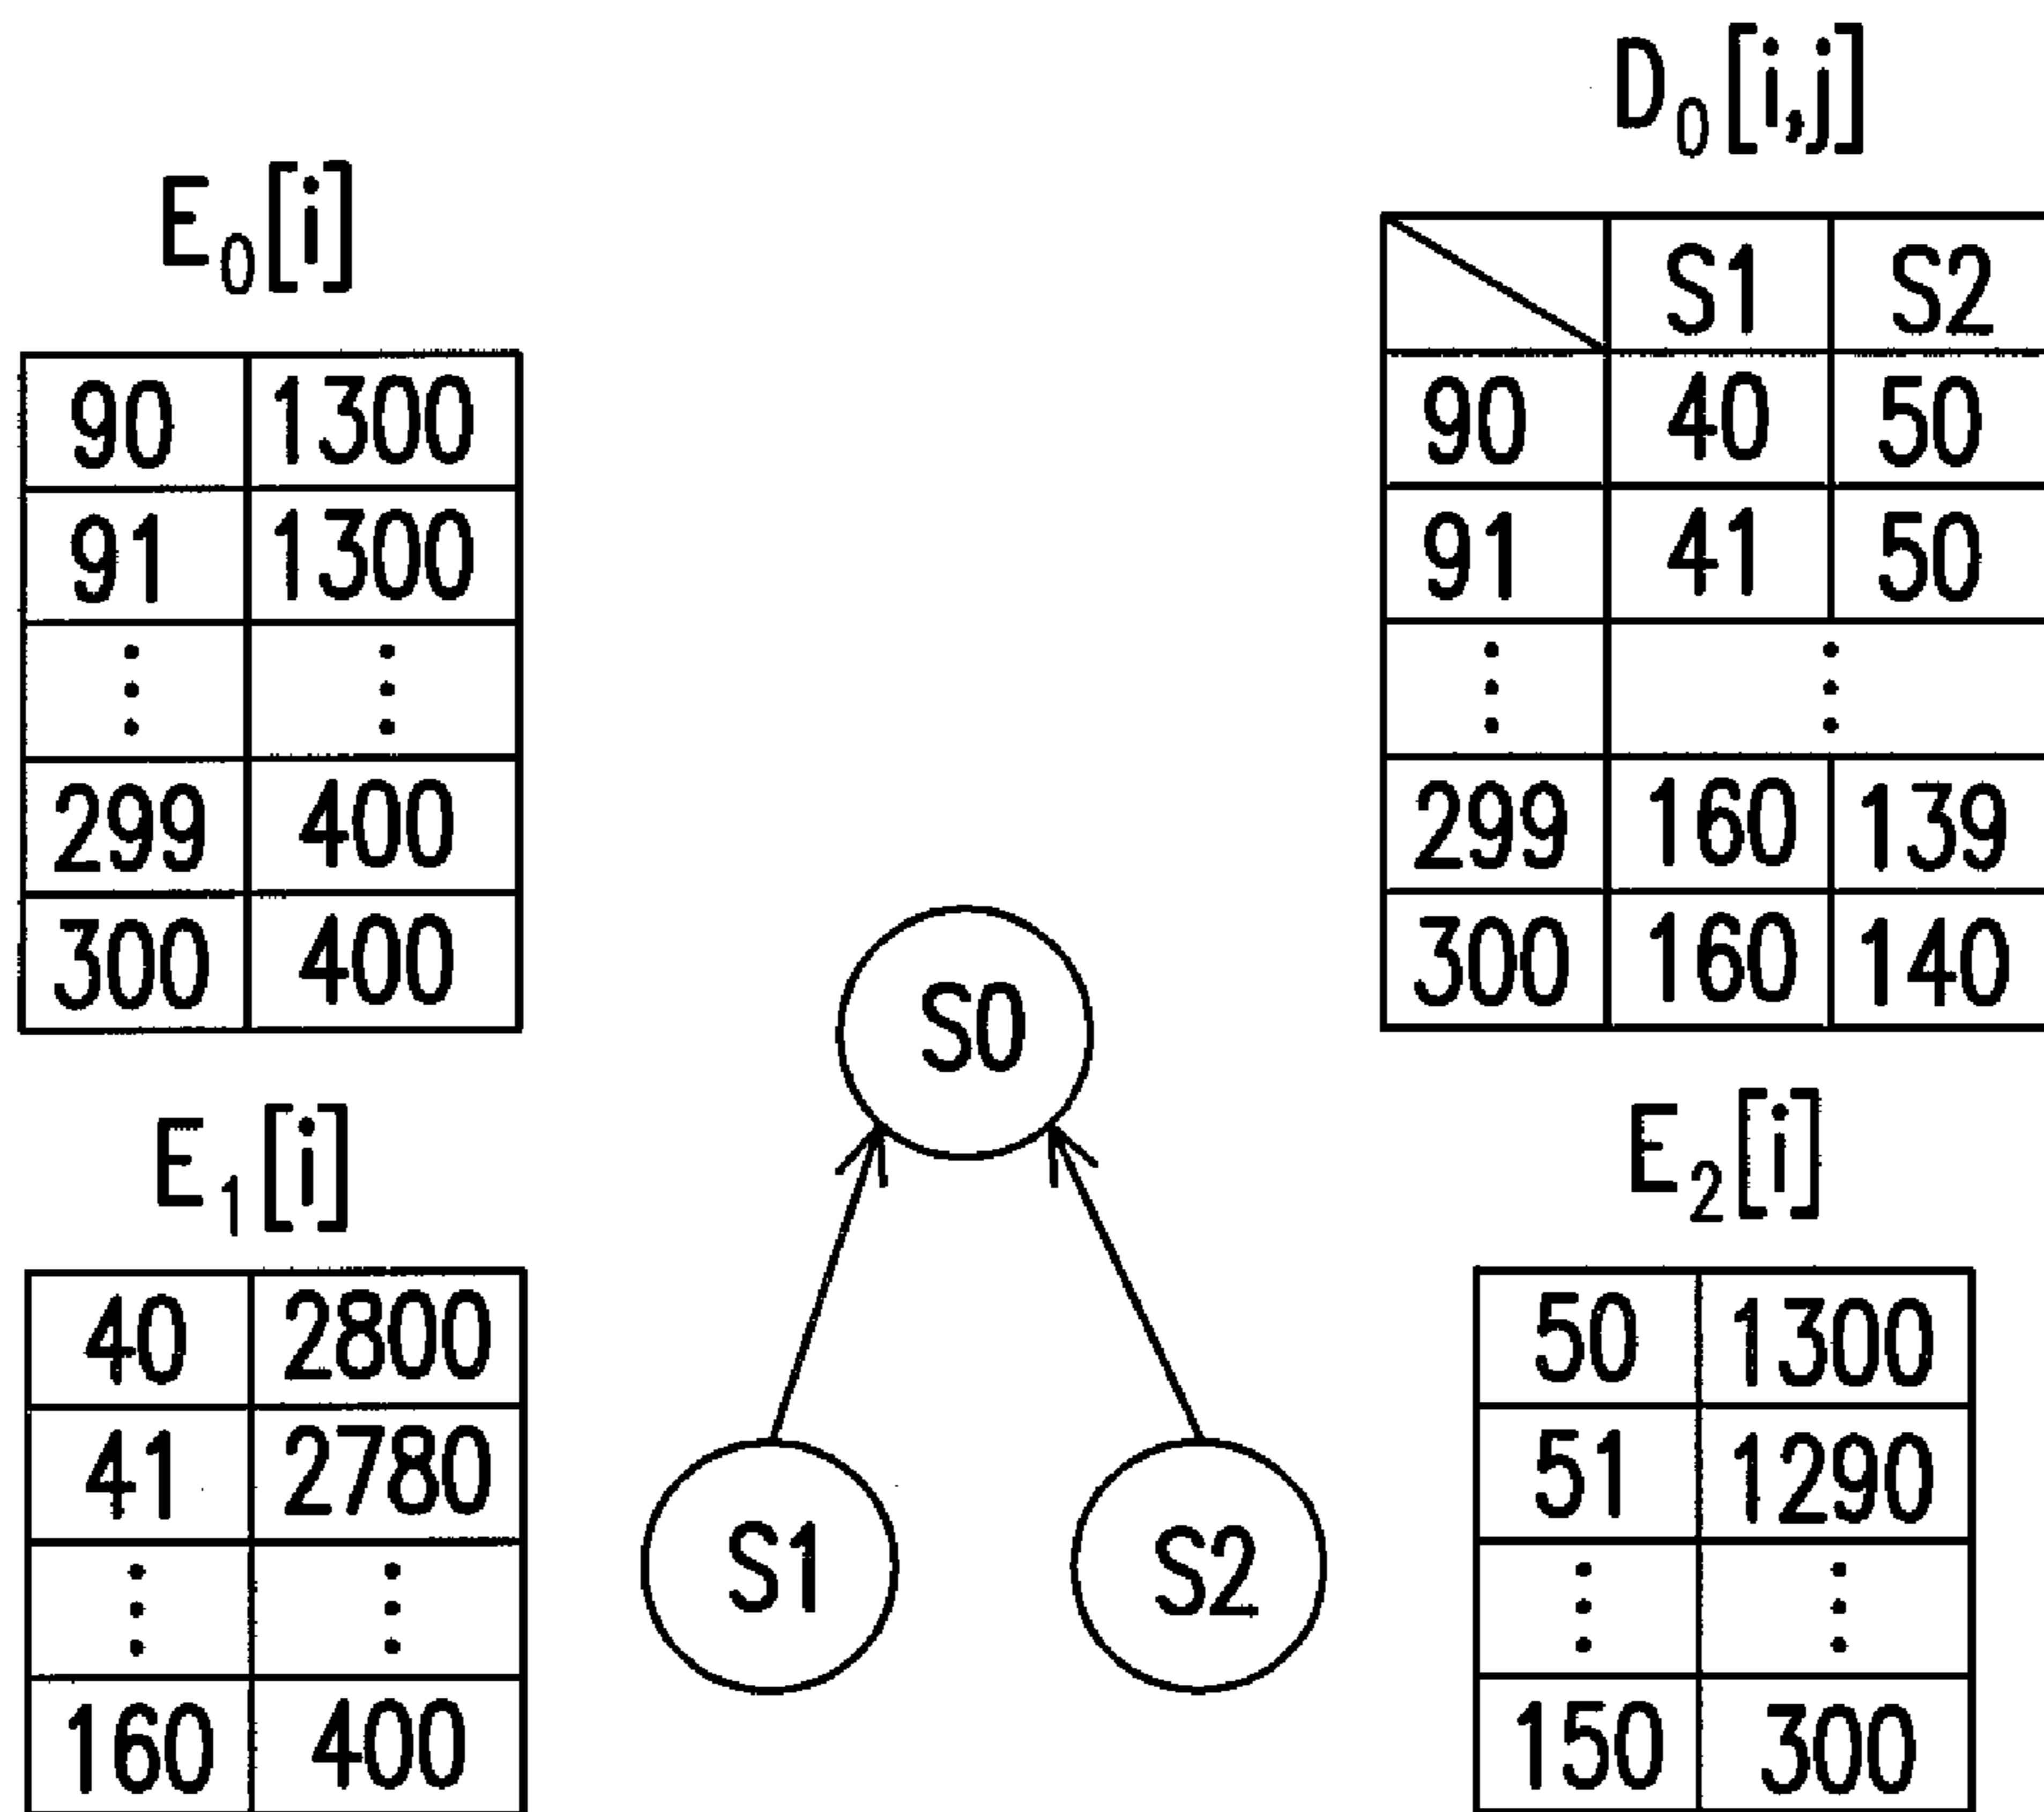 E₀[i]
90 1300
91 1300
⋮ ⋮
299 400
300 400
D₀[i,j]
S1 S2
90 40 50
91 41 50
⋮ ⋮
299 160 139
300 160 140
S0
S1
S2
E₁[i]
40 2800
41 2780
⋮ ⋮
160 400
E₂[i]
50 1300
51 1290
⋮ ⋮
150 300